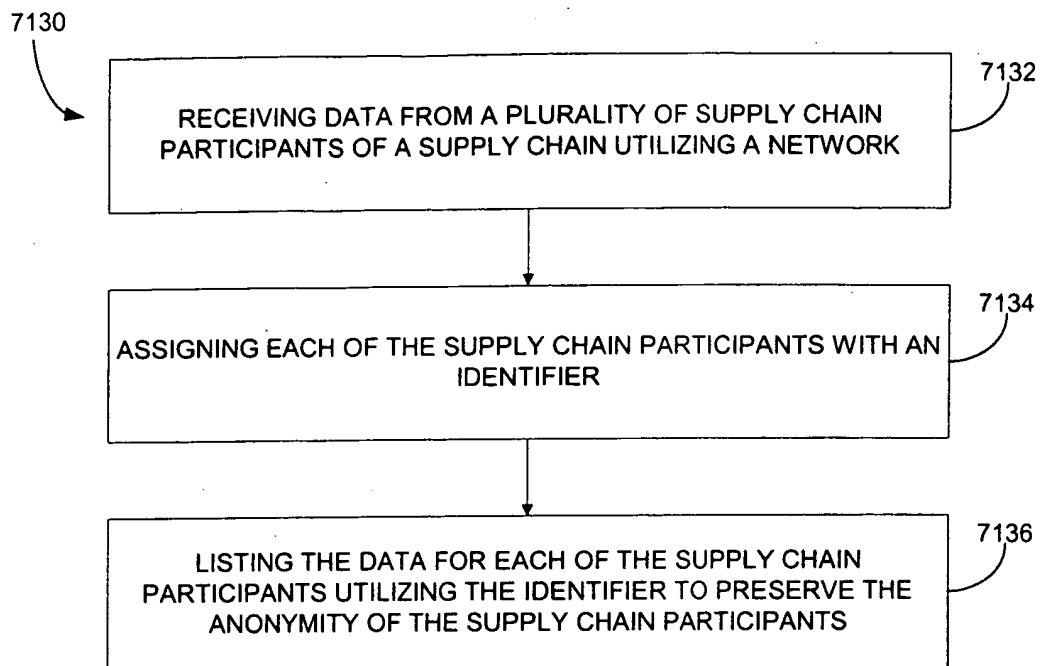 7130
7132
RECEIVING DATA FROM A PLURALITY OF SUPPLY CHAIN
PARTICIPANTS OF A SUPPLY CHAIN UTILIZING A NETWORK
7134
ASSIGNING EACH OF THE SUPPLY CHAIN PARTICIPANTS WITH AN
IDENTIFIER
7136
LISTING THE DATA FOR EACH OF THE SUPPLY CHAIN
PARTICIPANTS UTILIZING THE IDENTIFIER TO PRESERVE THE
ANONYMITY OF THE SUPPLY CHAIN PARTICIPANTS